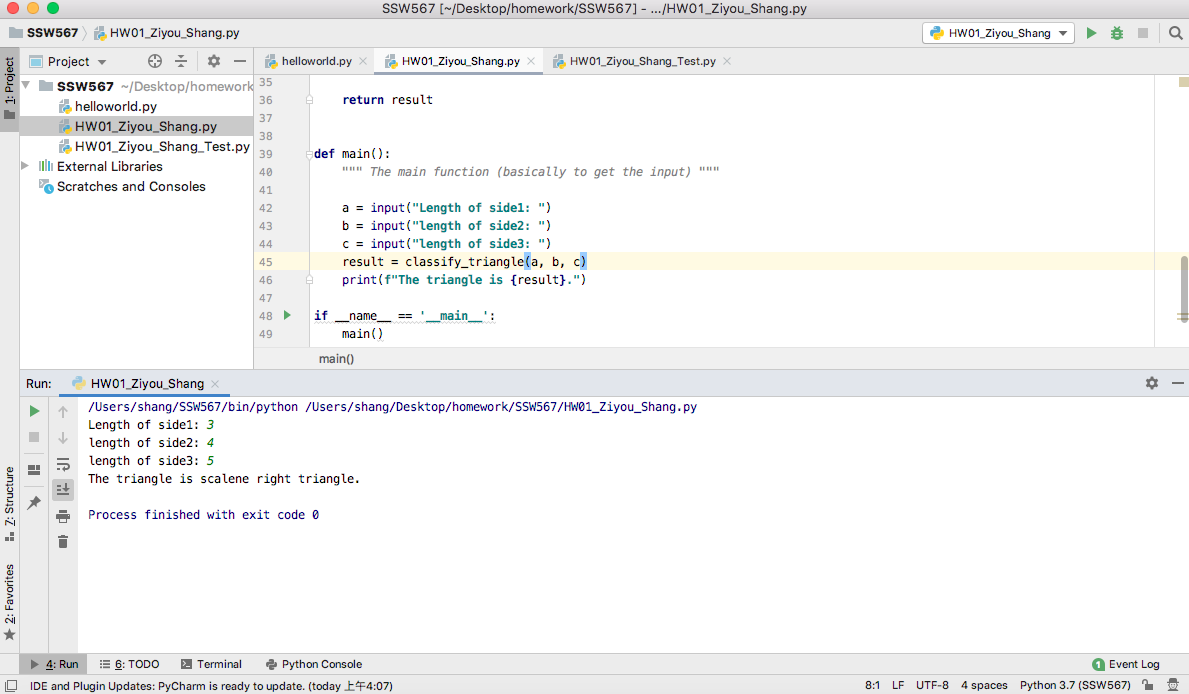 SSW567 [~/Desktop/homework/SSW567] - .../HW01_Ziyou_Shang.py
SSW567 HW01_Ziyou_Shang.py HW01_Ziyou_Shang
1: Project
Project
SSW567 ~/Desktop/homework
helloworld.py
HW01_Ziyou_Shang.py
HW01_Ziyou_Shang_Test.py
External Libraries
Scratches and Consoles
helloworld.py HW01_Ziyou_Shang.py HW01_Ziyou_Shang_Test.py
35
36 return result
37
38
39 def main():
40 """ The main function (basically to get the input) """
41
42 a = input("Length of side1: ")
43 b = input("length of side2: ")
44 c = input("length of side3: ")
45 result = classify_triangle(a, b, c)
46 print(f"The triangle is {result}.")
47
48 if __name__ == '__main__':
49 main()
main()
Run: HW01_Ziyou_Shang
/Users/shang/SSW567/bin/python /Users/shang/Desktop/homework/SSW567/HW01_Ziyou_Shang.py
Length of side1: 3
length of side2: 4
length of side3: 5
The triangle is scalene right triangle.
Process finished with exit code 0
7: Structure
2: Favorites
4: Run 6: TODO Terminal Python Console 1 Event Log
IDE and Plugin Updates: PyCharm is ready to update. (today 上午4:07) 8:1 LF UTF-8 4 spaces Python 3.7 (SSW567)